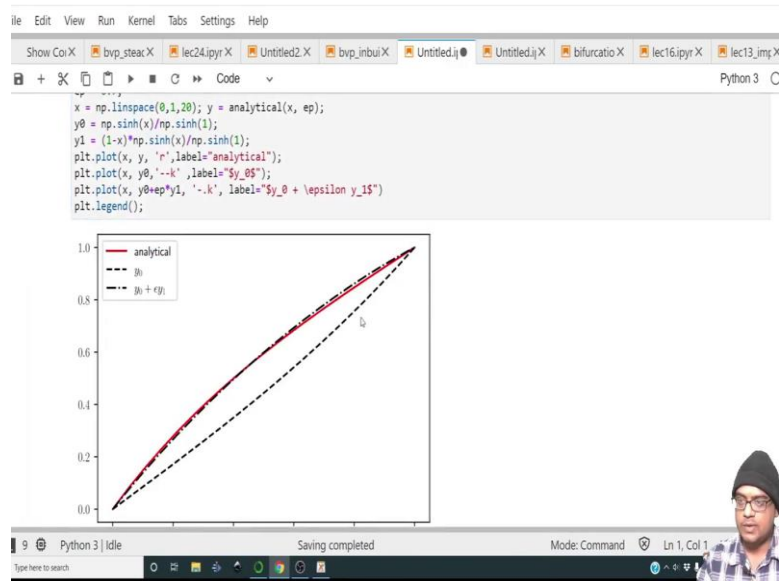 ile Edit View Run Kernel Tabs Settings Help
Show Co bvp_steac lec24.ipyr Untitled2. bvp_inbui Untitled.ij Untitled.ij bifurcatio lec16.ipyr lec13_imp
Code Python 3
x = np.linspace(0,1,20); y = analytical(x, ep);
y0 = np.sinh(x)/np.sinh(1);
y1 = (1-x)*np.sinh(x)/np.sinh(1);
plt.plot(x, y, 'r',label="analytical");
plt.plot(x, y0,'--k' ,label="$y_0$");
plt.plot(x, y0+ep*y1, '-.k', label="$y_0 + \epsilon y_1$")
plt.legend();
1.0
analytical
y₀
y₀ + ϵy₁
0.8
0.6
0.4
0.2
0.0
9 Python 3 | Idle Saving completed Mode: Command Ln 1, Col 1
Type here to search